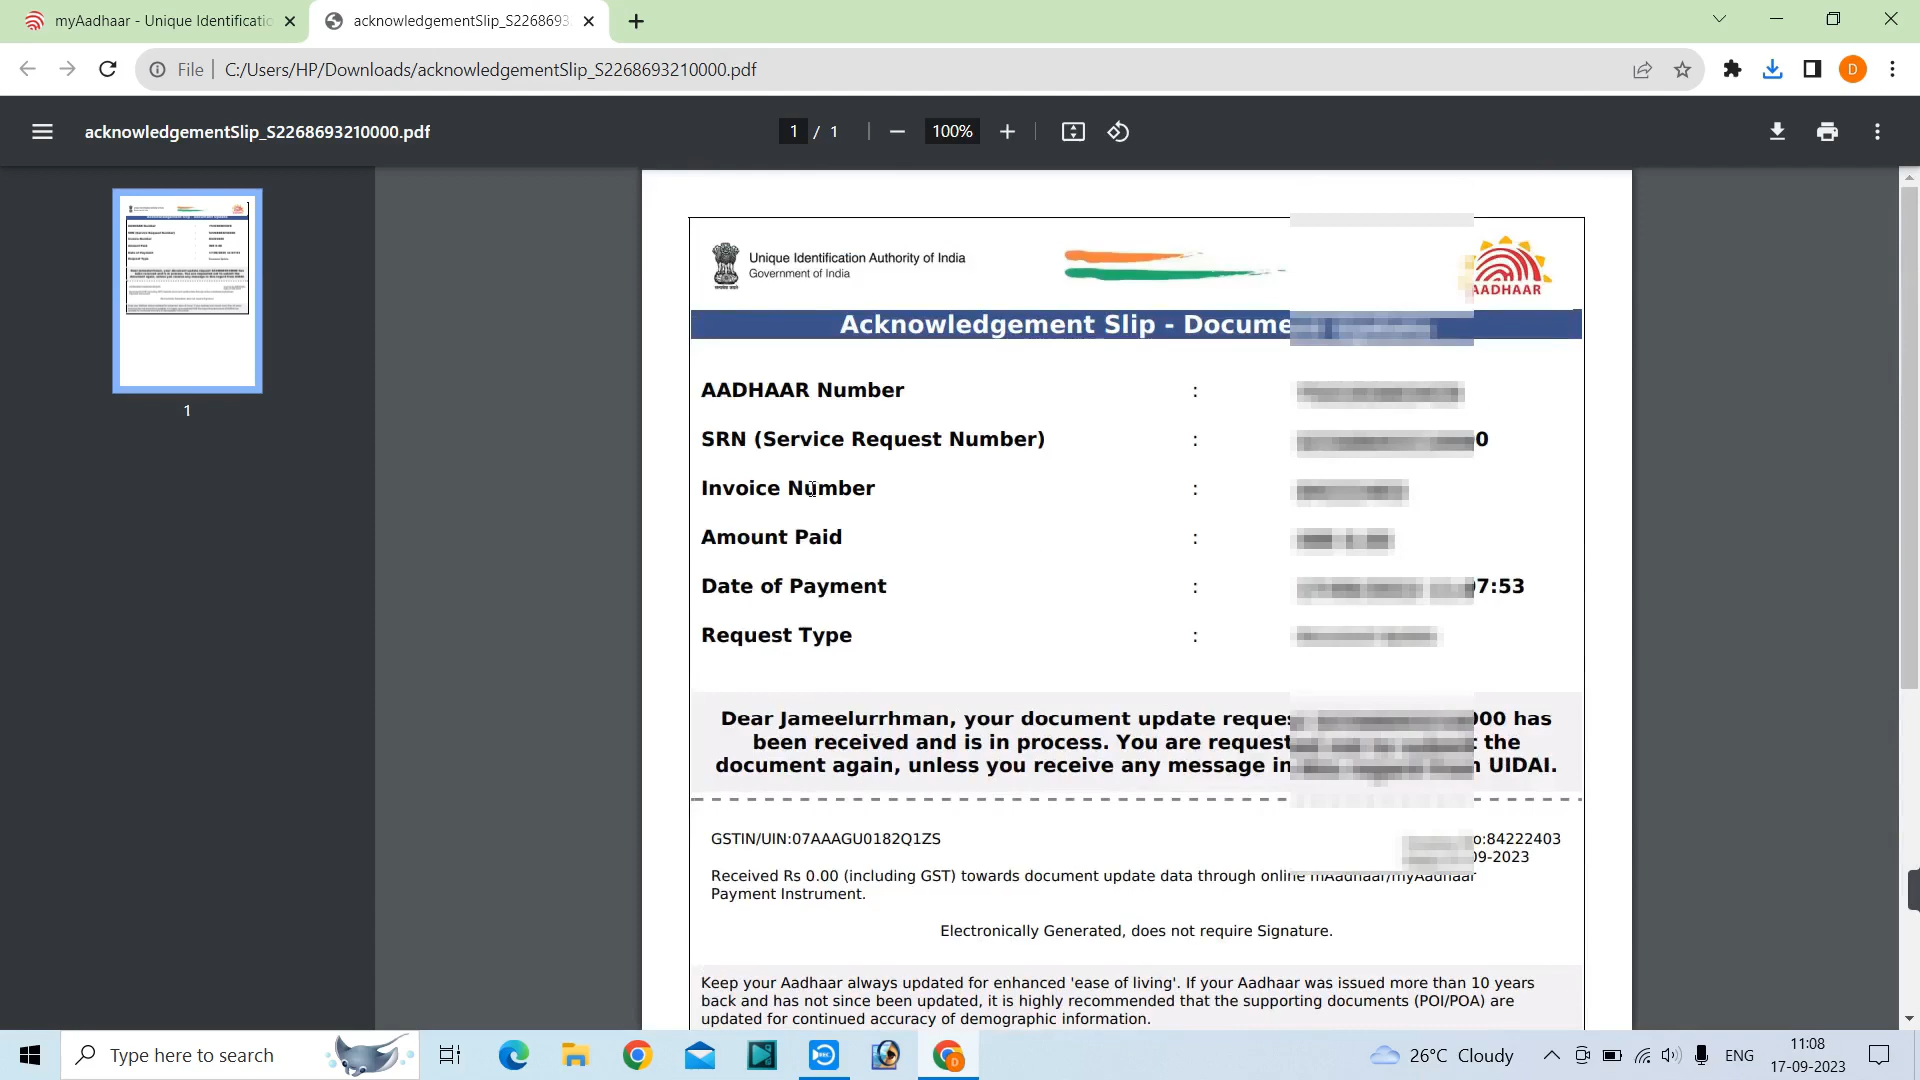 myAadhaar - Unique Identificatio
acknowledgementSlip_S2268693
File
C:/Users/HP/Downloads/acknowledgementSlip_S2268693210000.pdf
D
acknowledgementSlip_S2268693210000.pdf
1 / 1
100%
1
Unique Identification Authority of India
Government of India
AADHAAR
Acknowledgement Slip - Docume
AADHAAR Number :
SRN (Service Request Number) : 0
Invoice Number :
Amount Paid :
Date of Payment : 07:53
Request Type :
Dear Jameelurrhman, your document update reques 000 has
been received and is in process. You are request the
document again, unless you receive any message in UIDAI.
GSTIN/UIN:07AAAGU0182Q1ZS
o:84222403
09-2023
Received Rs 0.00 (including GST) towards document update data through online mAadhaar/myAadhaar
Payment Instrument.
Electronically Generated, does not require Signature.
Keep your Aadhaar always updated for enhanced 'ease of living'. If your Aadhaar was issued more than 10 years
back and has not since been updated, it is highly recommended that the supporting documents (POI/POA) are
updated for continued accuracy of demographic information.
Type here to search
26°C Cloudy
ENG
11:08
17-09-2023